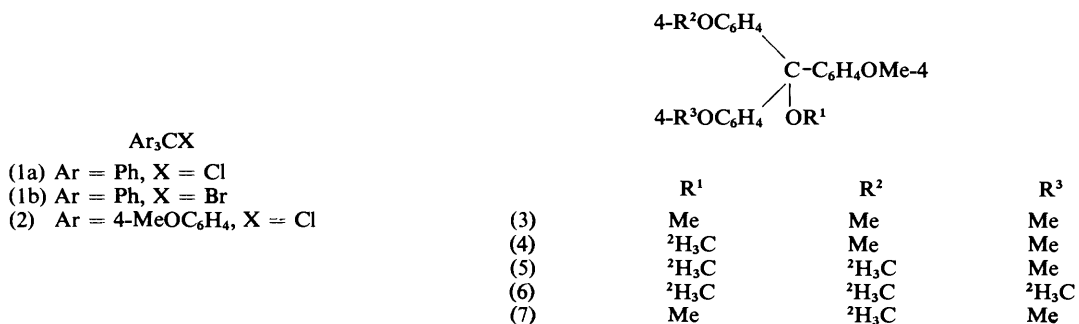 Ar₃CX
(1a) Ar = Ph, X = Cl
(1b) Ar = Ph, X = Br
(2) Ar = 4-MeOC₆H₄, X = Cl
4-R²OC₆H₄
C-C₆H₄OMe-4
4-R³OC₆H₄ OR¹
R¹ R² R³
(3) Me Me Me
(4) ²H₃C Me Me
(5) ²H₃C ²H₃C Me
(6) ²H₃C ²H₃C ²H₃C
(7) Me ²H₃C Me